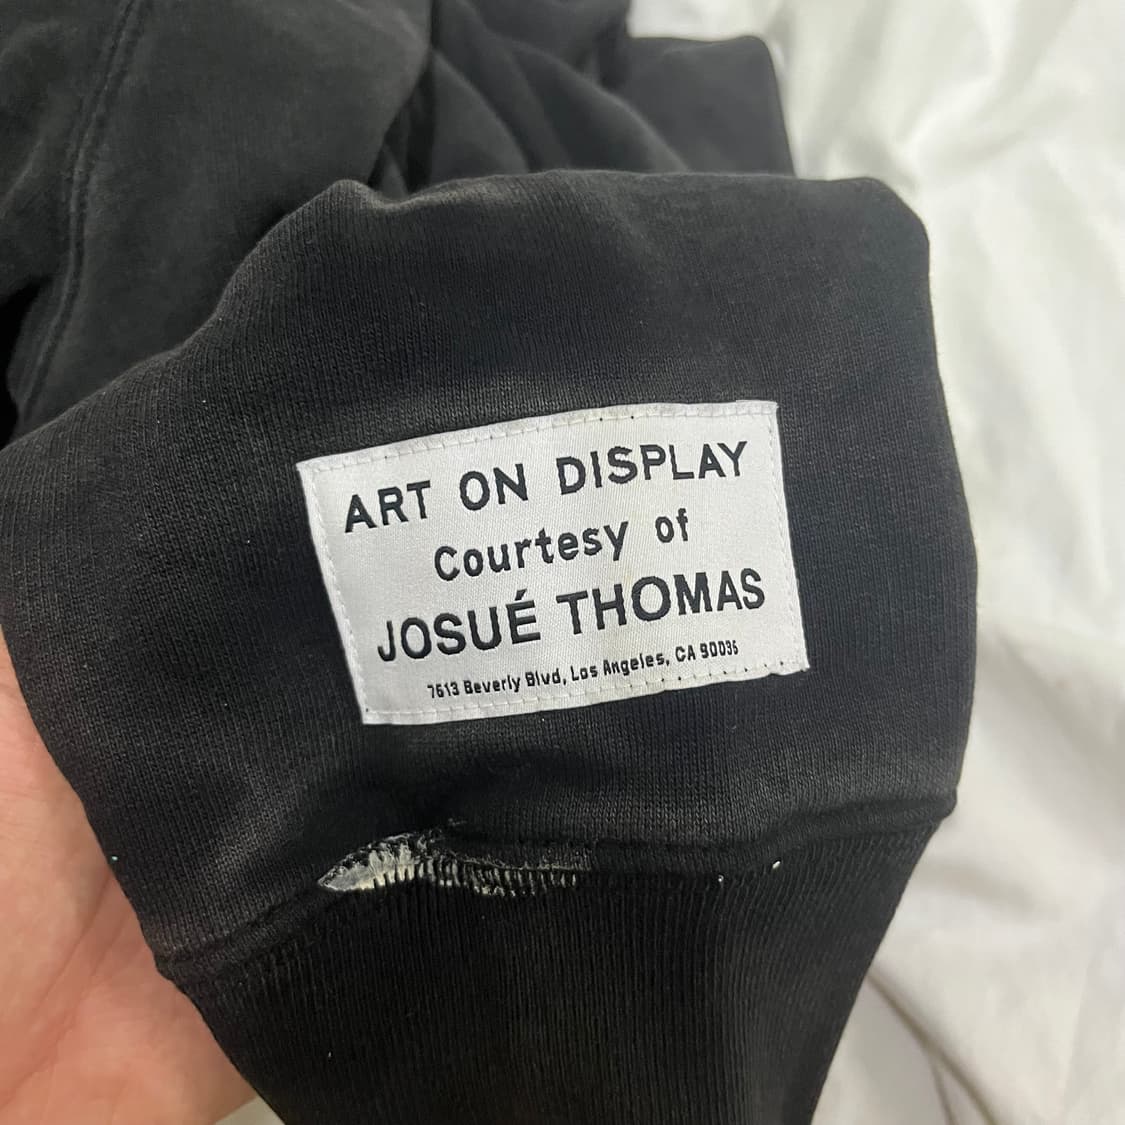 ART ON DISPLAY
Courtesy of
JOSUÉ THOMAS
7613 Beverly Blvd, Los Angeles, CA 90036